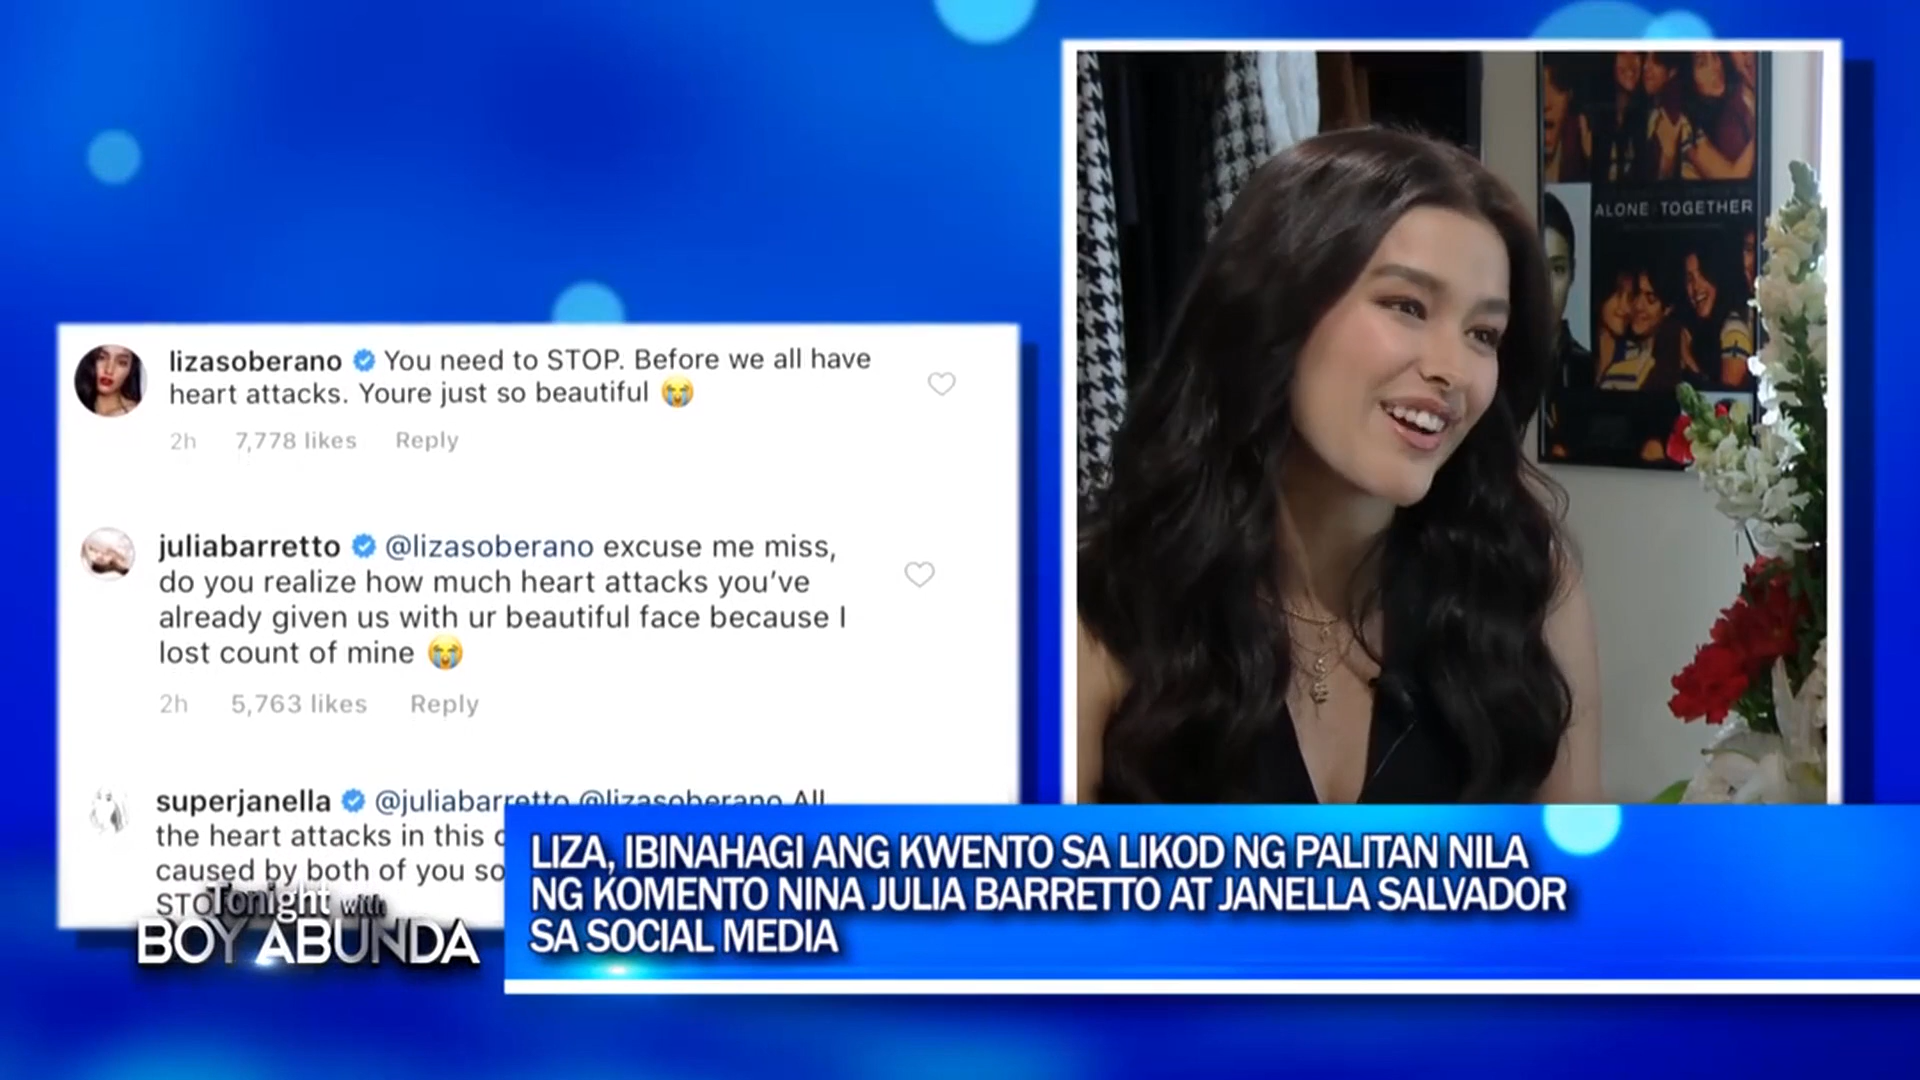 lizasoberano You need to STOP. Before we all have
heart attacks. Youre just so beautiful 😭
2h 7,778 likes Reply
juliabarretto @lizasoberano excuse me miss,
do you realize how much heart attacks you've
already given us with ur beautiful face because I
lost count of mine 😭
2h 5,763 likes Reply
superjanella @juliabarretto @lizasoberano All
the heart attacks in this
caused by both of you so
Tonight with
BOY ABUNDA
LIZA, IBINAHAGI ANG KWENTO SA LIKOD NG PALITAN NILA
NG KOMENTO NINA JULIA BARRETTO AT JANELLA SALVADOR
SA SOCIAL MEDIA
ALONE TOGETHER